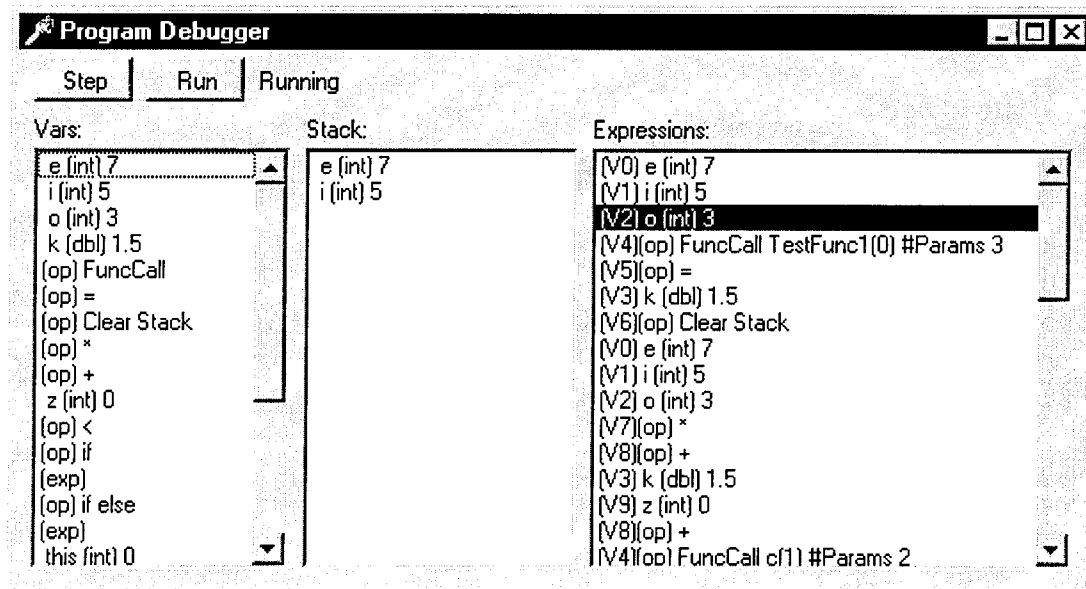 Program Debugger
Step Run Running
Vars:
e (int) 7
i (int) 5
o (int) 3
k (dbl) 1.5
(op) FuncCall
(op) =
(op) Clear Stack
(op) *
(op) +
z (int) 0
(op) <
(op) if
(exp)
(op) if else
(exp)
this (int) 0
Stack:
e (int) 7
i (int) 5
Expressions:
(V0) e (int) 7
(V1) i (int) 5
(V2) o (int) 3
(V4)(op) FuncCall TestFunc1(0) #Params 3
(V5)(op) =
(V3) k (dbl) 1.5
(V6)(op) Clear Stack
(V0) e (int) 7
(V1) i (int) 5
(V2) o (int) 3
(V7)(op) *
(V8)(op) +
(V3) k (dbl) 1.5
(V9) z (int) 0
(V8)(op) +
(V4)(op) FuncCall cf(1) #Params 2